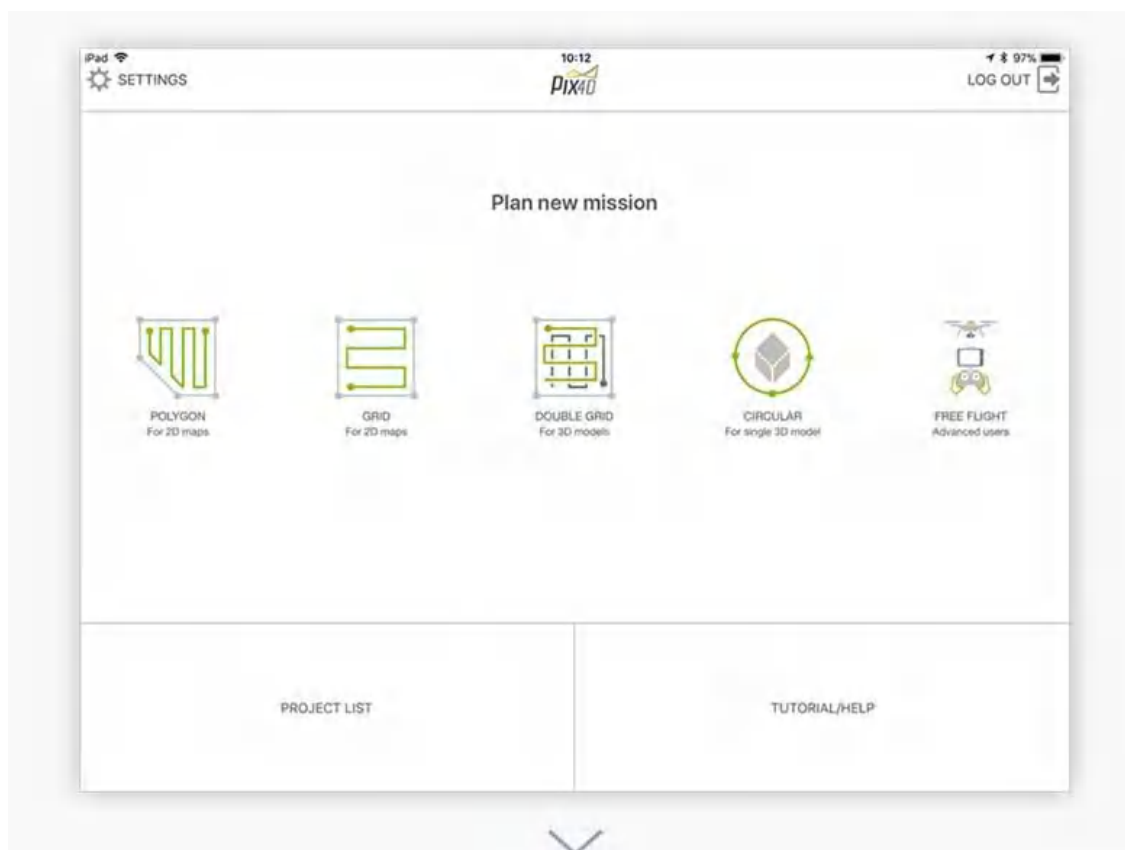 iPad 10:12 97%
SETTINGS PIX4D LOG OUT
Plan new mission
POLYGON
For 2D maps
GRID
For 2D maps
DOUBLE GRID
For 3D models
CIRCULAR
For single 3D model
FREE FLIGHT
Advanced users
PROJECT LIST TUTORIAL/HELP